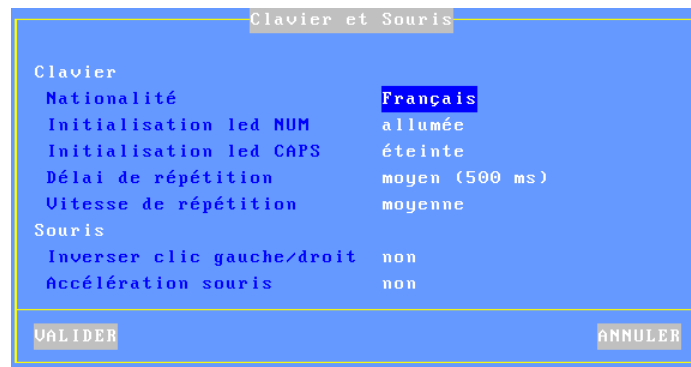 Clavier et Souris
Clavier
Nationalité Français
Initialisation led NUM allumée
Initialisation led CAPS éteinte
Délai de répétition moyen (500 ms)
Vitesse de répétition moyenne
Souris
Inverser clic gauche/droit non
Accélération souris non
VALIDER ANNULER